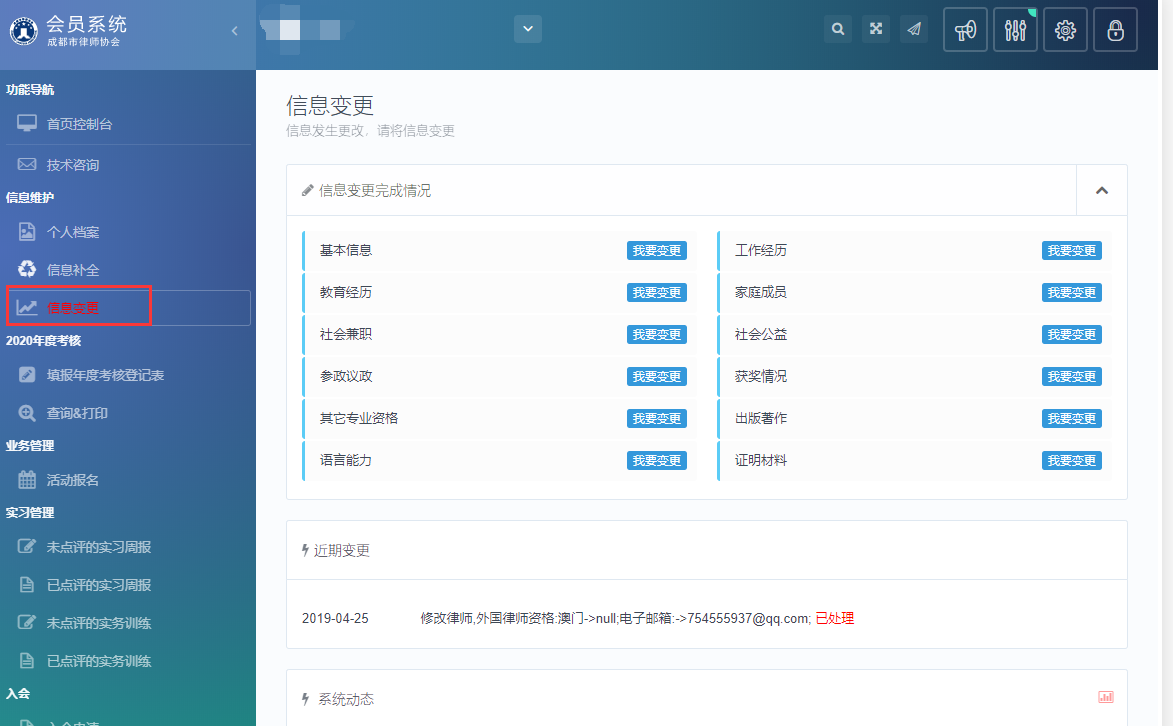 会员系统
成都市律师协会
功能导航
首页控制台
技术咨询
信息维护
个人档案
信息补全
信息变更
2020年度考核
填报年度考核登记表
查询&打印
业务管理
活动报名
实习管理
未点评的实习周报
已点评的实习周报
未点评的实务训练
已点评的实务训练
入会
入会申请
信息变更
信息发生更改，请将信息变更
信息变更完成情况
基本信息 我要变更 工作经历 我要变更
教育经历 我要变更 家庭成员 我要变更
社会兼职 我要变更 社会公益 我要变更
参政议政 我要变更 获奖情况 我要变更
其它专业资格 我要变更 出版著作 我要变更
语言能力 我要变更 证明材料 我要变更
近期变更
2019-04-25 修改律师,外国律师资格:澳门->null;电子邮箱:->754555937@qq.com; 已处理
系统动态